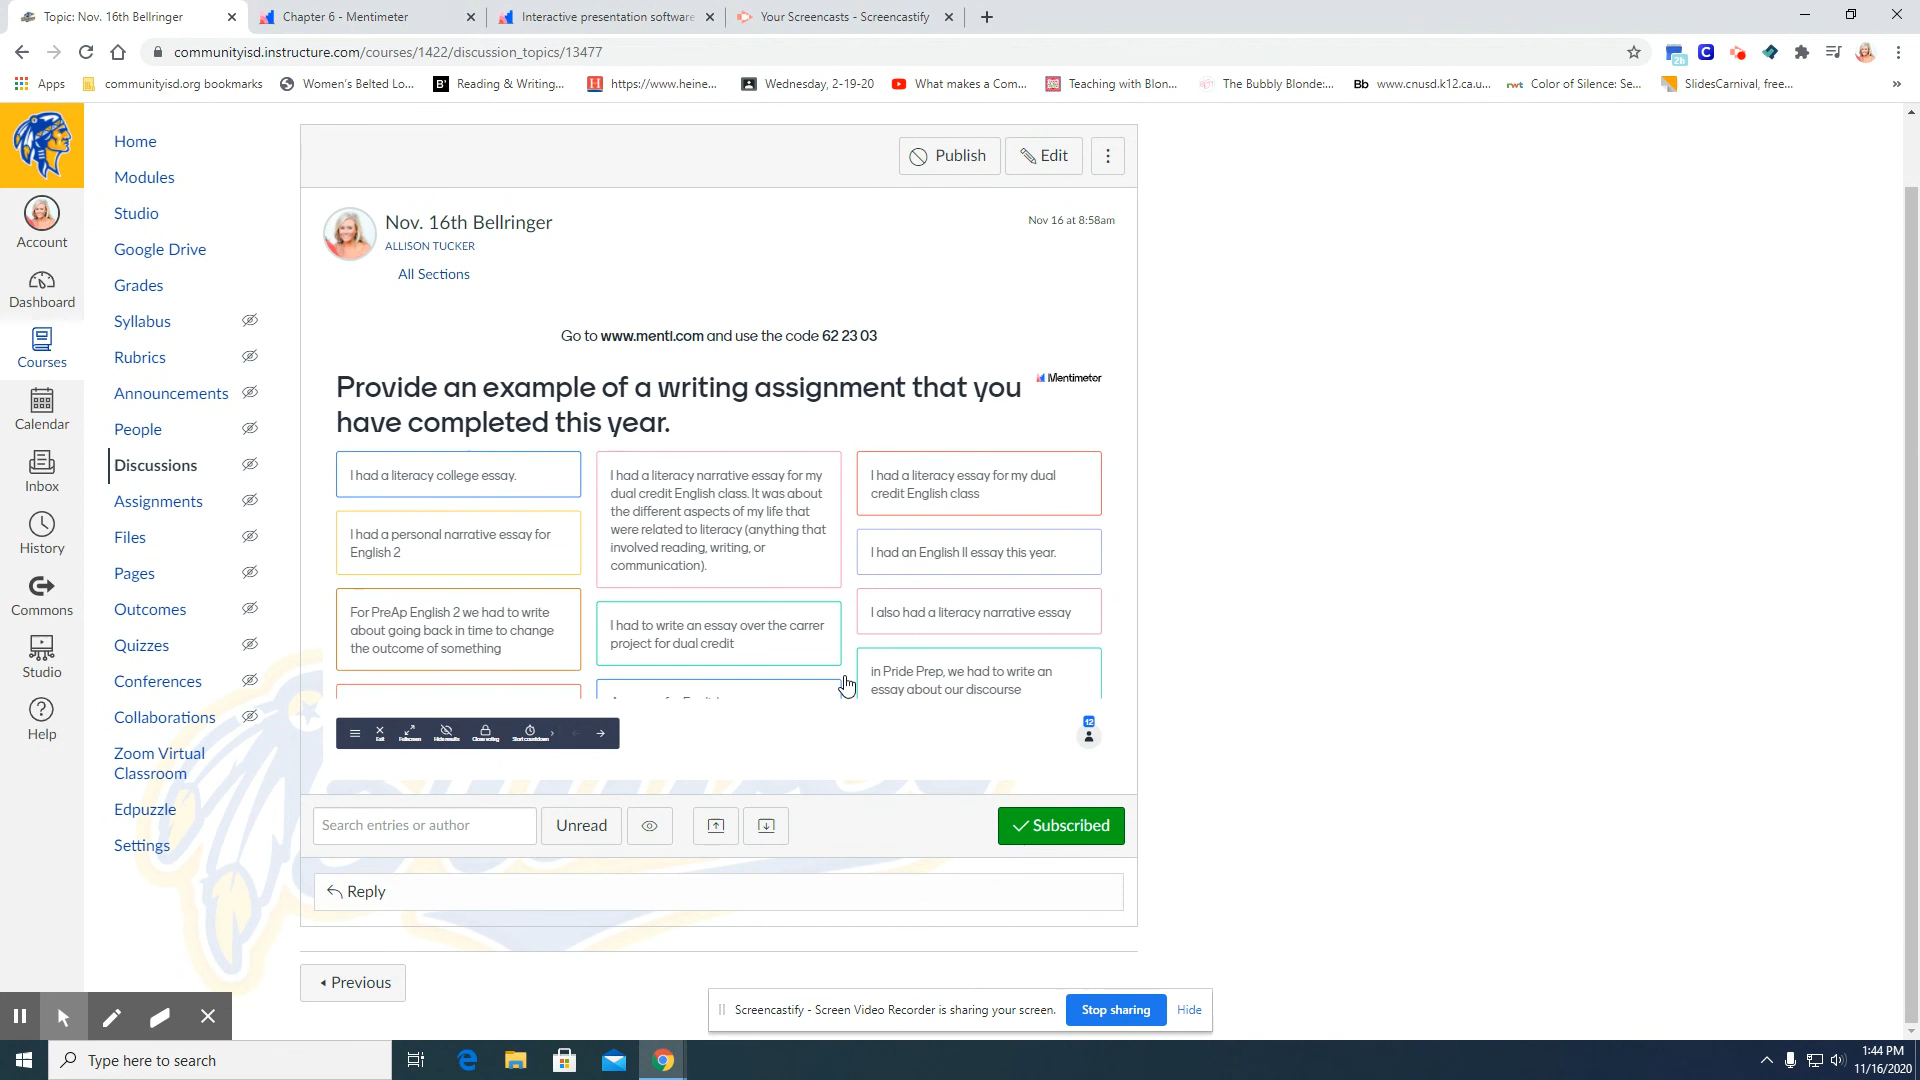 Topic: Nov. 16th Bellringer
Chapter 6 - Mentimeter
Interactive presentation software
Your Screencasts - Screencastify
communityisd.instructure.com/courses/1422/discussion_topics/13477
2h
Apps
communityisd.org bookmarks
Women's Belted Lo...
Reading & Writing...
https://www.heine...
Wednesday, 2-19-20
What makes a Com...
Teaching with Blon...
The Bubbly Blonde:...
Bb www.cnusd.k12.ca.u...
rwt Color of Silence: Se...
SlidesCarnival, free...
Account
Dashboard
Courses
Calendar
Inbox
History
Commons
Studio
Help
Home
Modules
Studio
Google Drive
Grades
Syllabus
Rubrics
Announcements
People
Discussions
Assignments
Files
Pages
Outcomes
Quizzes
Conferences
Collaborations
Zoom Virtual
Classroom
Edpuzzle
Settings
Publish
Edit
Nov. 16th Bellringer
Nov 16 at 8:58am
ALLISON TUCKER
All Sections
Go to www.menti.com and use the code 62 23 03
Provide an example of a writing assignment that you
have completed this year.
Mentimeter
I had a literacy college essay.
I had a personal narrative essay for
English 2
For PreAp English 2 we had to write
about going back in time to change
the outcome of something
I had a literacy narrative essay for my
dual credit English class. It was about
the different aspects of my life that
were related to literacy (anything that
involved reading, writing, or
communication).
I had to write an essay over the carrer
project for dual credit
I had a literacy essay for my dual
credit English class
I had an English II essay this year.
I also had a literacy narrative essay
in Pride Prep, we had to write an
essay about our discourse
Exit
Fullscreen
Hide results
Close voting
Start countdown
12
Search entries or author
Unread
Subscribed
Reply
Previous
Screencastify - Screen Video Recorder is sharing your screen.
Stop sharing
Hide
Type here to search
1:44 PM
11/16/2020